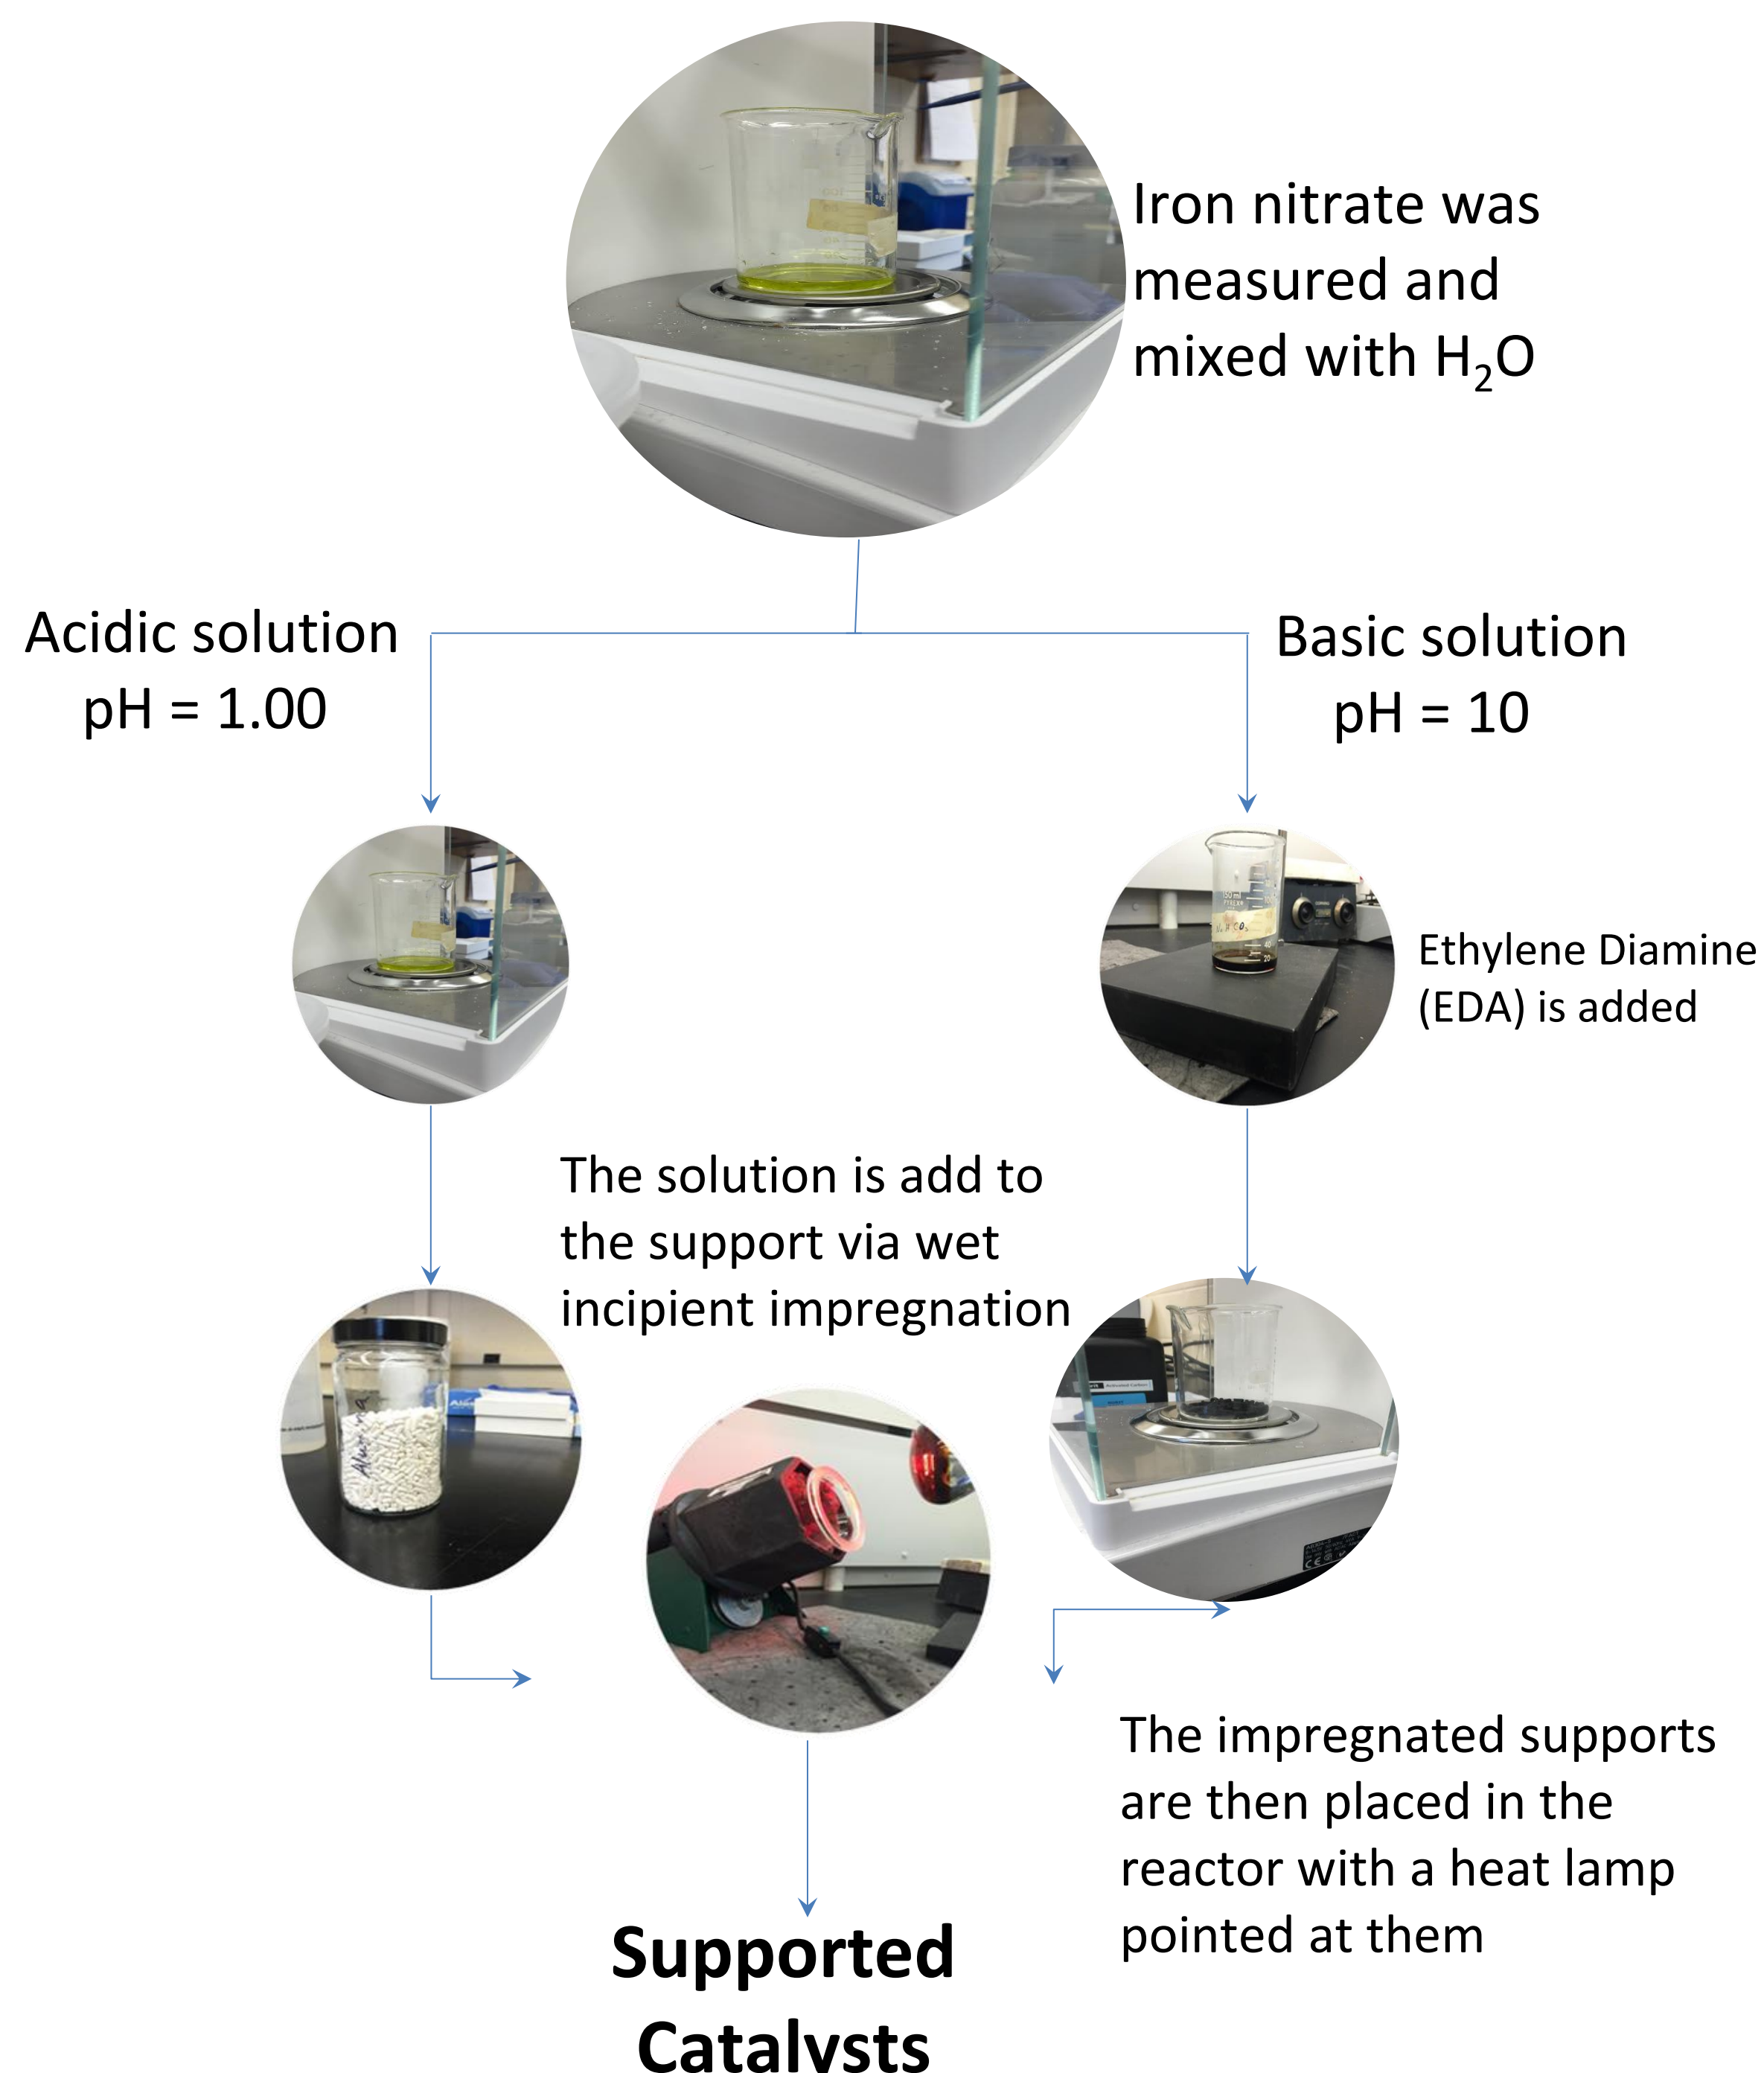 Iron nitrate was
measured and
mixed with H₂O
Acidic solution
pH = 1.00
Basic solution
pH = 10
Ethylene Diamine
(EDA) is added
The solution is add to
the support via wet
incipient impregnation
The impregnated supports
are then placed in the
reactor with a heat lamp
pointed at them
Supported
Catalysts